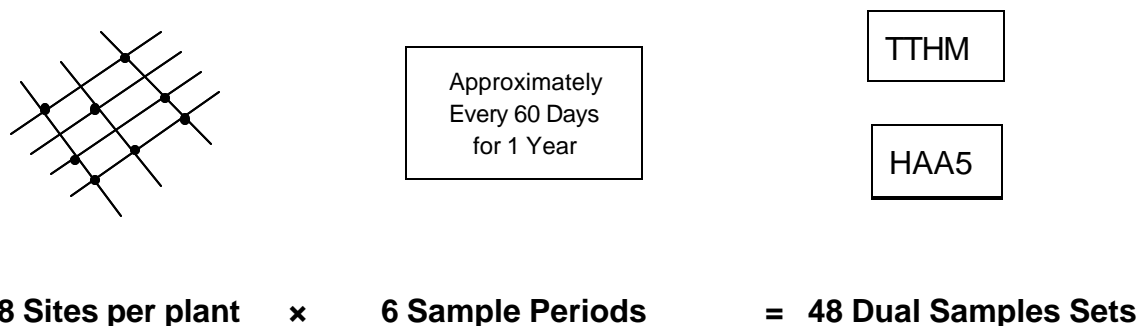 TTHM
Approximately
Every 60 Days
for 1 Year
HAA5
8 Sites per plant × 6 Sample Periods = 48 Dual Samples Sets